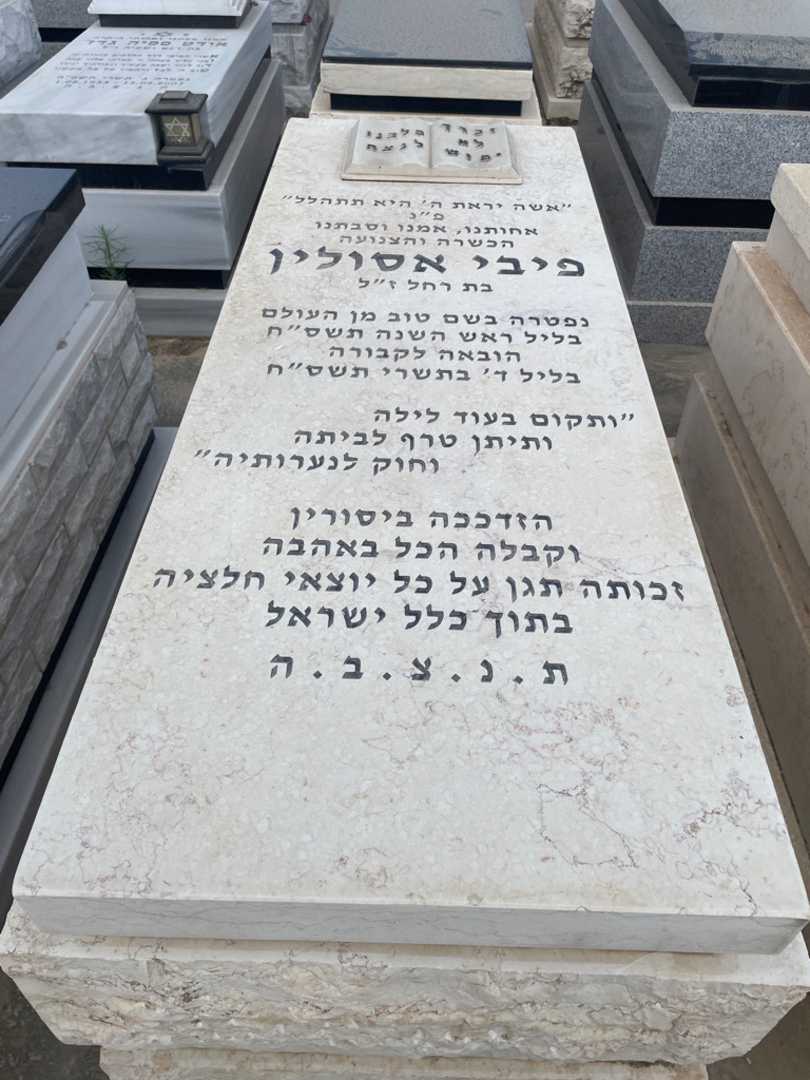 זכרך
לא
ימוש
מלבנו
לנצח
"אשה יראת ה' היא תתהלל"
פ"נ
אחותנו, אמנו וסבתנו
הכשרה והצנועה
פיבי אסולין
בת רחל ז"ל
נפטרה בשם טוב מן העולם
בליל ראש השנה תשס"ח
הובאה לקבורה
בליל ד' בתשרי תשס"ח
"ותקום בעוד לילה
ותיתן טרף לביתה
וחוק לנערותיה"
הזדככה ביסורין
וקבלה הכל באהבה
זכותה תגן על כל יוצאי חלציה
בתוך כלל ישראל
ת . נ . צ . ב . ה